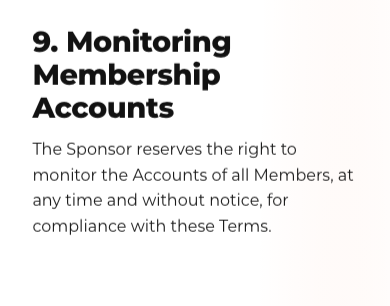 9. Monitoring
Membership
Accounts
The Sponsor reserves the right to
monitor the Accounts of all Members, at
any time and without notice, for
compliance with these Terms.